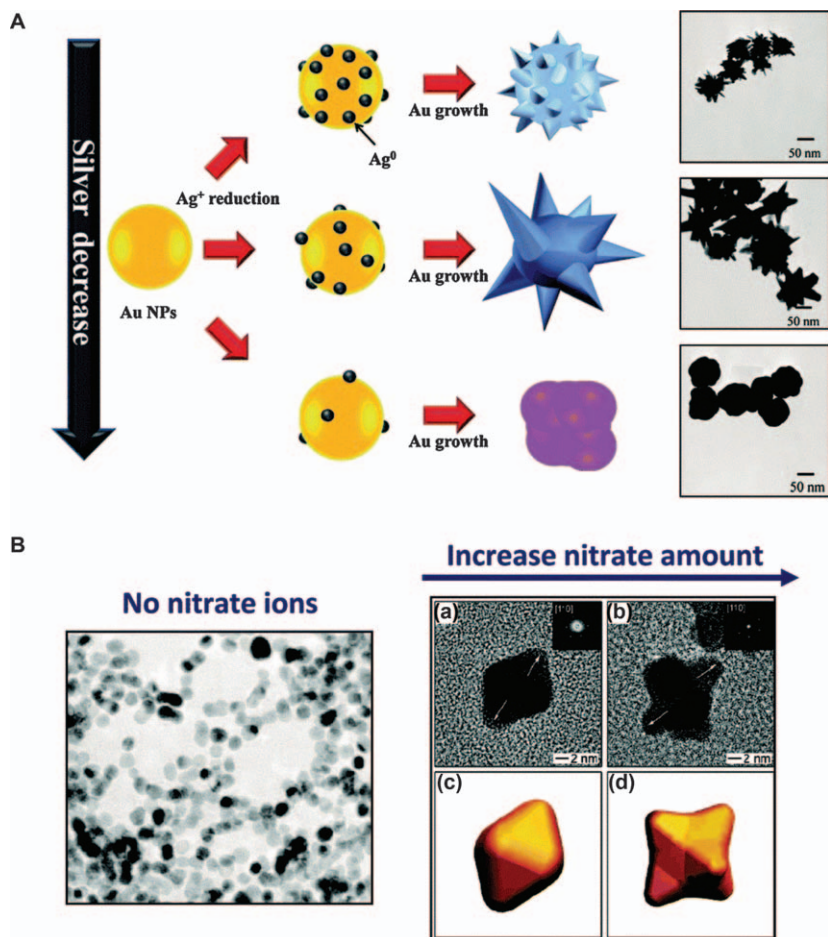 A
Silver decrease
Au NPs
Ag⁺ reduction
Ag⁰
Au growth
50 nm
Au growth
50 nm
Au growth
50 nm
B
No nitrate ions
Increase nitrate amount
(a)
(b)
[110]
2 nm
2 nm
(c)
(d)